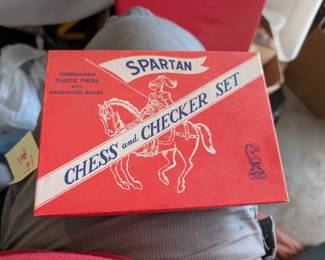 SPARTAN
UNBREAKABLE
PLASTIC PIECES
WITH
HARDWOOD BOARD
CHESS and CHECKER SET